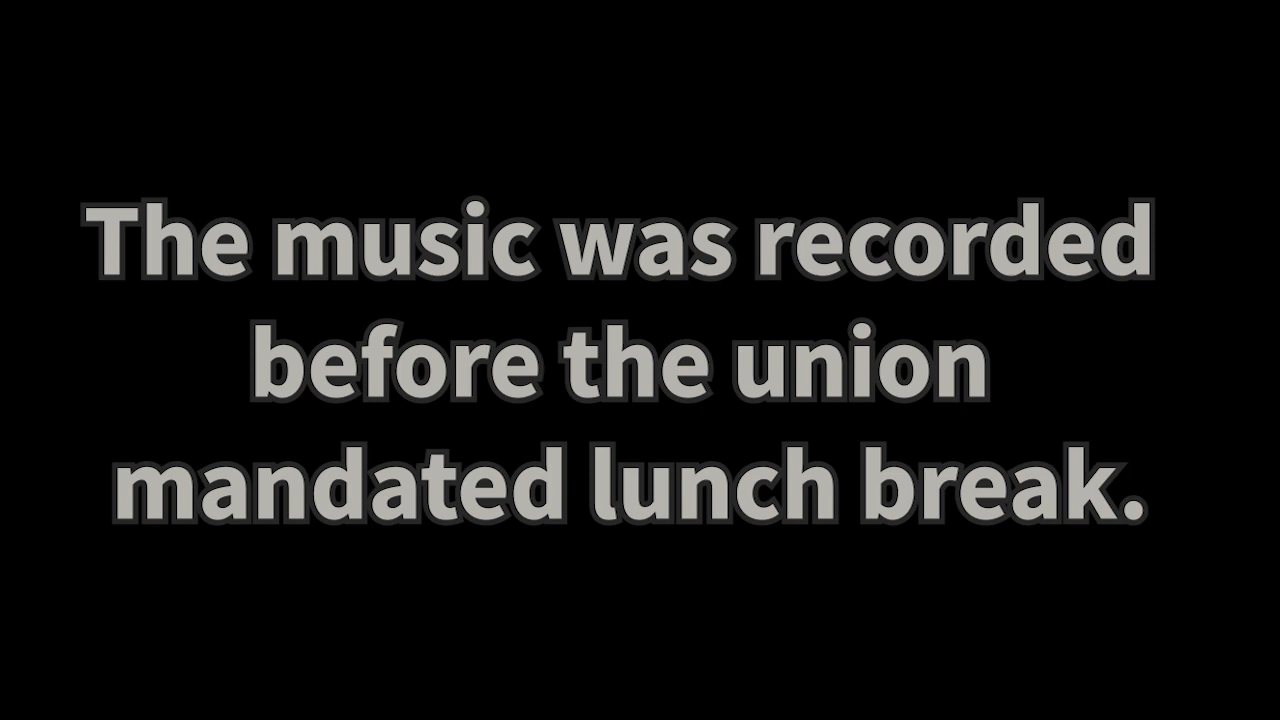 The music was recorded
before the union
mandated lunch break.